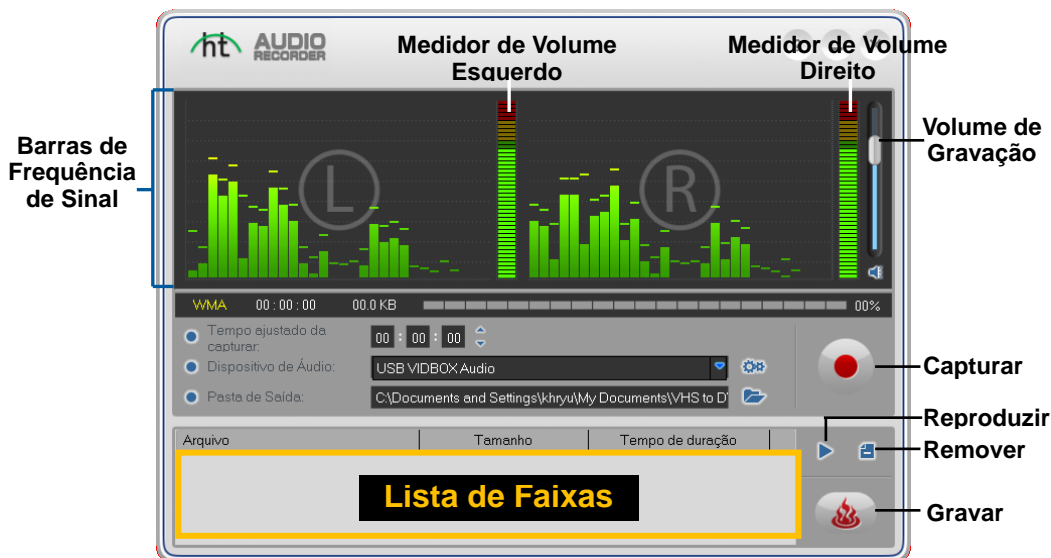 ht AUDIO
RECORDER
Medidor de Volume
Esquerdo
Medidor de Volume
Direito
Barras de
Frequência
de Sinal
L
R
Volume de
Gravação
WMA 00 : 00 : 00 00.0 KB 00%
Tempo ajustado da
capturar:
00 : 00 : 00
Dispositivo de Áudio:
USB VIDBOX Audio
Pasta de Saída:
C:\Documents and Settings\khryu\My Documents\VHS to D
Capturar
Reproduzir
Remover
Arquivo Tamanho Tempo de duração
Lista de Faixas
Gravar